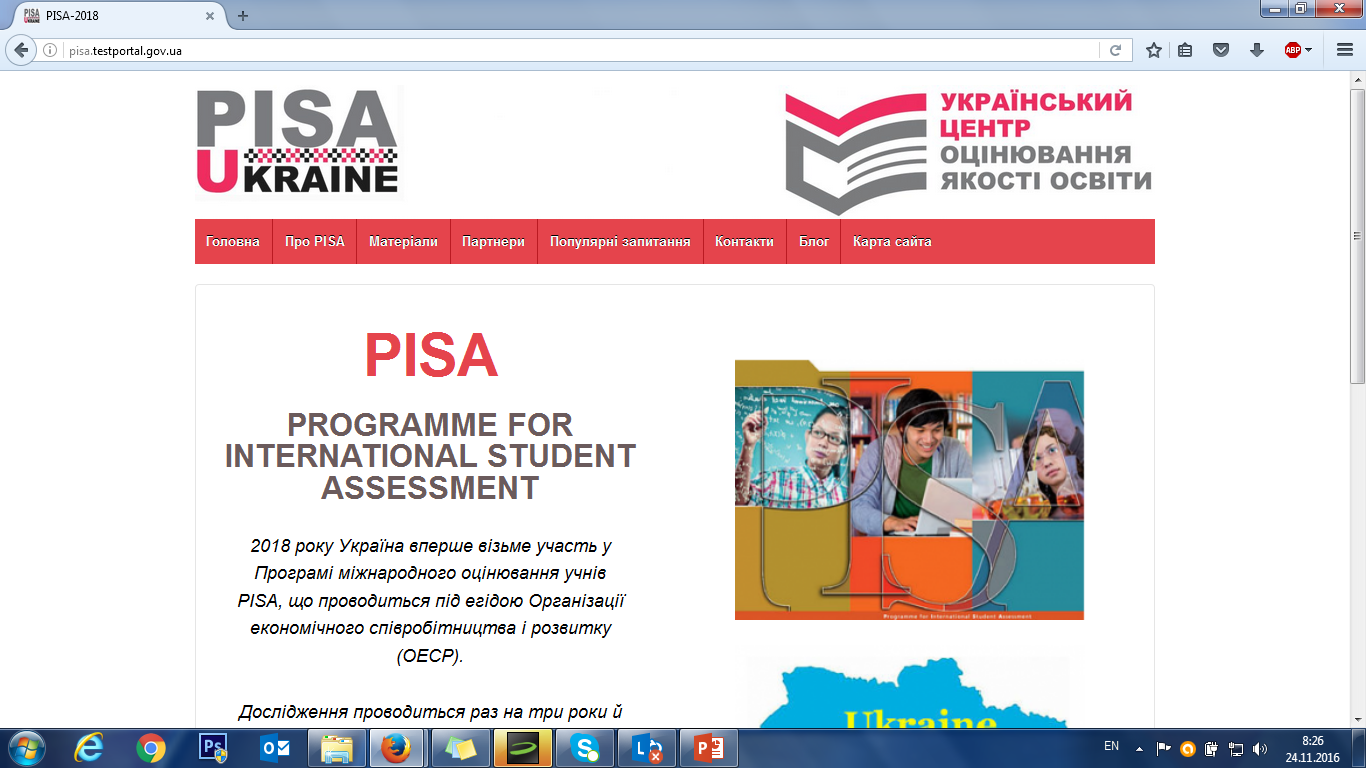 PISA-2018
pisa.testportal.gov.ua
ABP
PISA
UKRAINE
УКРАЇНСЬКИЙ
ЦЕНТР
ОЦІНЮВАННЯ
ЯКОСТІ ОСВІТИ
Головна Про PISA Матеріали Партнери Популярні запитання Контакти Блог Карта сайта
PISA
PROGRAMME FOR
INTERNATIONAL STUDENT
ASSESSMENT
2018 року Україна вперше візьме участь у
Програмі міжнародного оцінювання учнів
PISA, що проводиться під егідою Організації
економічного співробітництва і розвитку
(ОЕСР).
Дослідження проводиться раз на три роки й
PISA
Programme for International Student Assessment
Ukraine
EN
8:26
24.11.2016